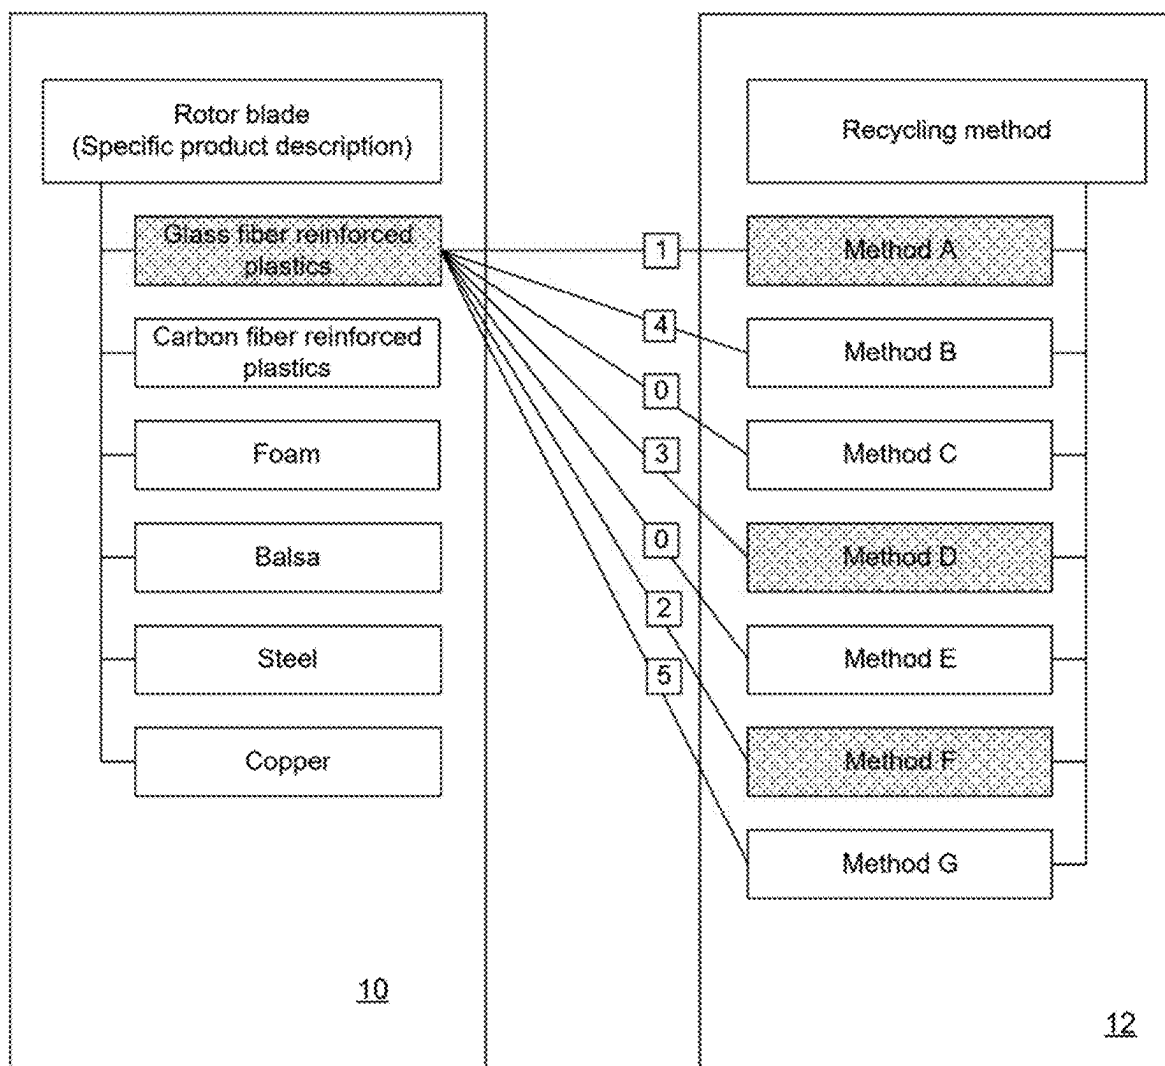 Rotor blade
(Specific product description)
Glass fiber reinforced
plastics
Carbon fiber reinforced
plastics
Foam
Balsa
Steel
Copper
10
1
4
0
3
0
2
5
Recycling method
Method A
Method B
Method C
Method D
Method E
Method F
Method G
12